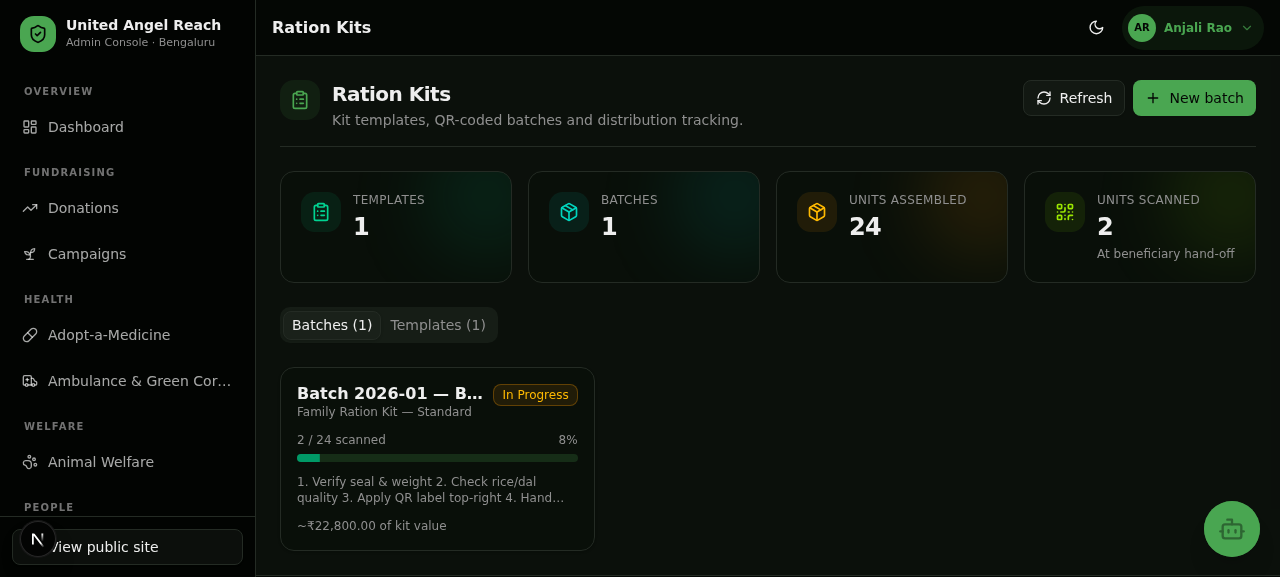 United Angel Reach
Admin Console · Bengaluru
OVERVIEW
Dashboard
FUNDRAISING
Donations
Campaigns
HEALTH
Adopt-a-Medicine
Ambulance & Green Cor…
WELFARE
Animal Welfare
PEOPLE
View public site
N
Ration Kits
AR
Anjali Rao
Ration Kits
Kit templates, QR-coded batches and distribution tracking.
Refresh
New batch
TEMPLATES
1
BATCHES
1
UNITS ASSEMBLED
24
UNITS SCANNED
2
At beneficiary hand-off
Batches (1)
Templates (1)
Batch 2026-01 — B…
In Progress
Family Ration Kit — Standard
2 / 24 scanned
8%
1. Verify seal & weight 2. Check rice/dal
quality 3. Apply QR label top-right 4. Hand…
~₹22,800.00 of kit value